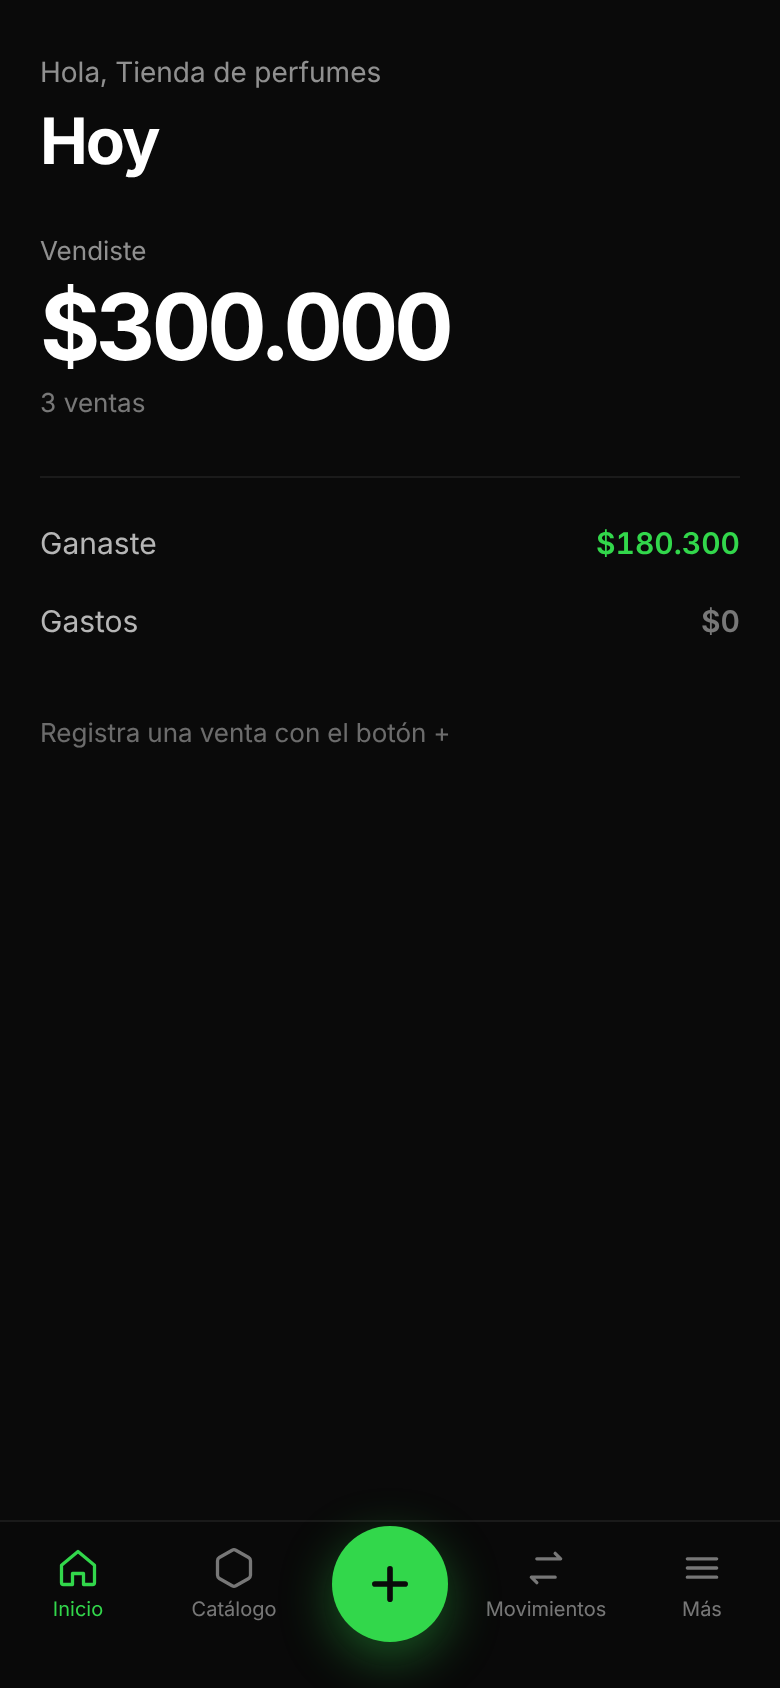 Hola, Tienda de perfumes
Hoy
Vendiste
$300.000
3 ventas
Ganaste $180.300
Gastos $0
Registra una venta con el botón +
Inicio Catálogo + Movimientos Más